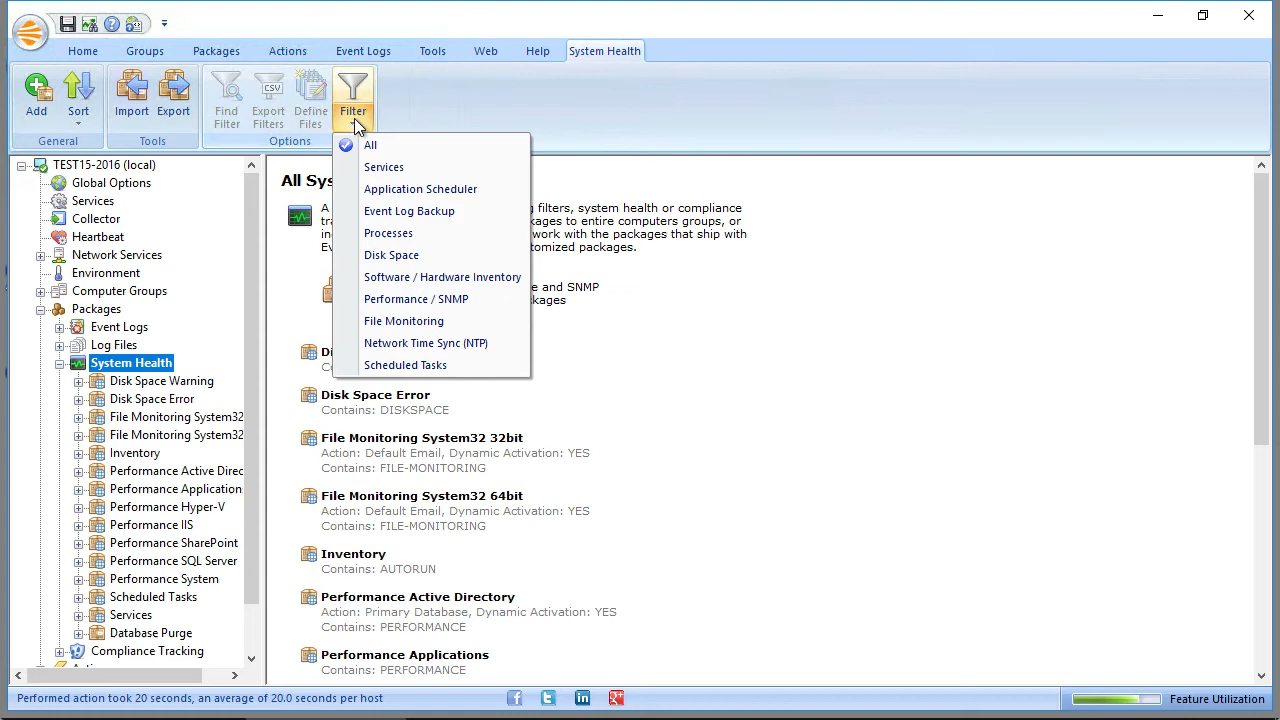 Home Groups Packages Actions Event Logs Tools Web Help System Health
Add Sort Import Export Find Filter CSV Export Filters Define Files Filter
General Tools Options
TEST15-2016 (local)
Global Options
Services
Collector
Heartbeat
Network Services
Environment
Computer Groups
Packages
Event Logs
Log Files
System Health
Disk Space Warning
Disk Space Error
File Monitoring System32
File Monitoring System32
Inventory
Performance Active Direc
Performance Applications
Performance Hyper-V
Performance IIS
Performance SharePoint
Performance SQL Server
Performance System
Scheduled Tasks
Services
Database Purge
Compliance Tracking
All
Services
Application Scheduler
Event Log Backup
Processes
Disk Space
Software / Hardware Inventory
Performance / SNMP
File Monitoring
Network Time Sync (NTP)
Scheduled Tasks
All Sys
A filters, system health or compliance
tra kages to entire computers groups, or
in work with the packages that ship with
Ev tomized packages.
e and SNMP
ckages
Di
Co
Disk Space Error
Contains: DISKSPACE
File Monitoring System32 32bit
Action: Default Email, Dynamic Activation: YES
Contains: FILE-MONITORING
File Monitoring System32 64bit
Action: Default Email, Dynamic Activation: YES
Contains: FILE-MONITORING
Inventory
Contains: AUTORUN
Performance Active Directory
Action: Primary Database, Dynamic Activation: YES
Contains: PERFORMANCE
Performance Applications
Contains: PERFORMANCE
Performed action took 20 seconds, an average of 20.0 seconds per host
Feature Utilization